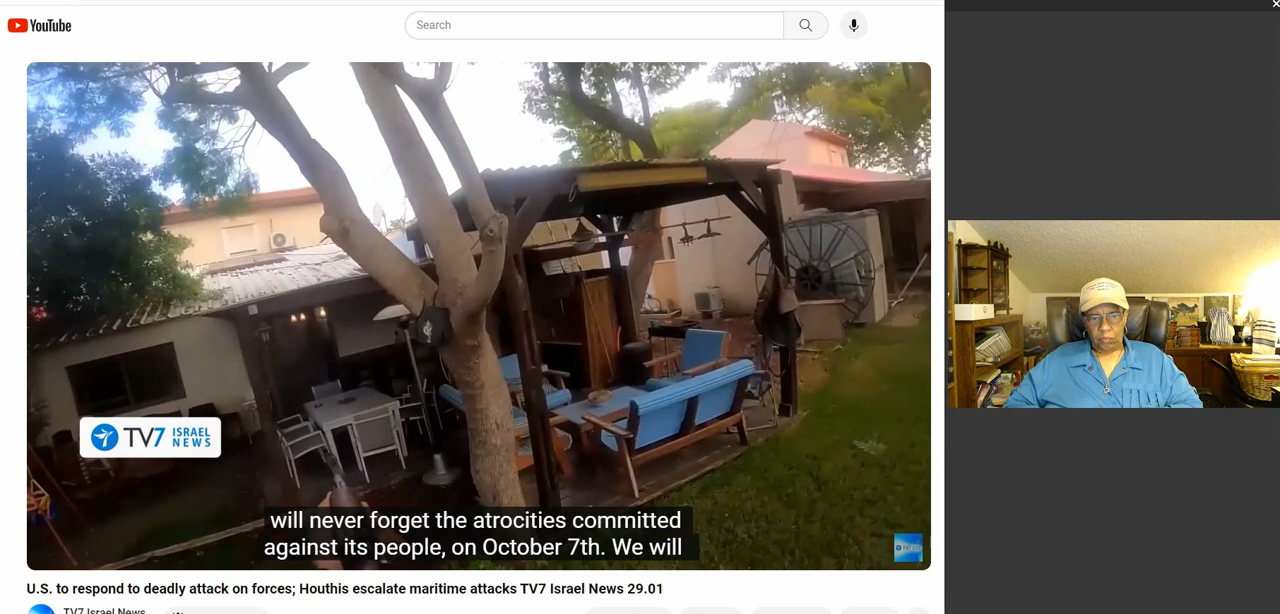 YouTube
Search
TV7 ISRAEL
NEWS
will never forget the atrocities committed
against its people, on October 7th. We will
U.S. to respond to deadly attack on forces; Houthis escalate maritime attacks TV7 Israel News 29.01
TV7 Israel News